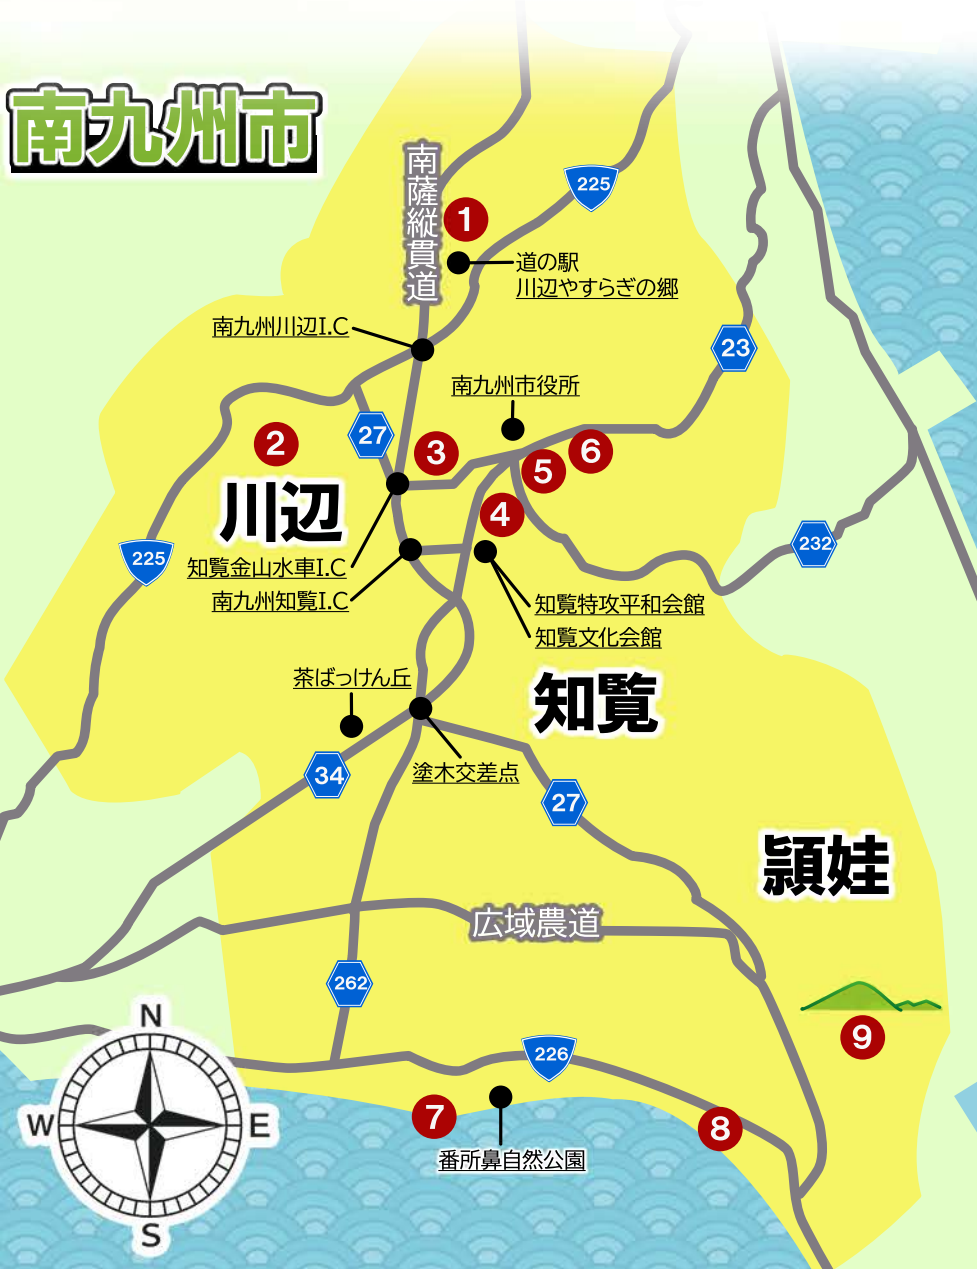 南九州市
南薩縦貫道
225
1
道の駅
川辺やすらぎの郷
南九州川辺I.C
23
南九州市役所
27
2
3
6
5
川辺
4
225
232
知覧金山水車I.C
南九州知覧I.C
知覧特攻平和会館
知覧文化会館
茶ばっけん丘
知覧
塗木交差点
34
27
頴娃
広域農道
262
9
N
226
7
8
W
E
番所鼻自然公園
S